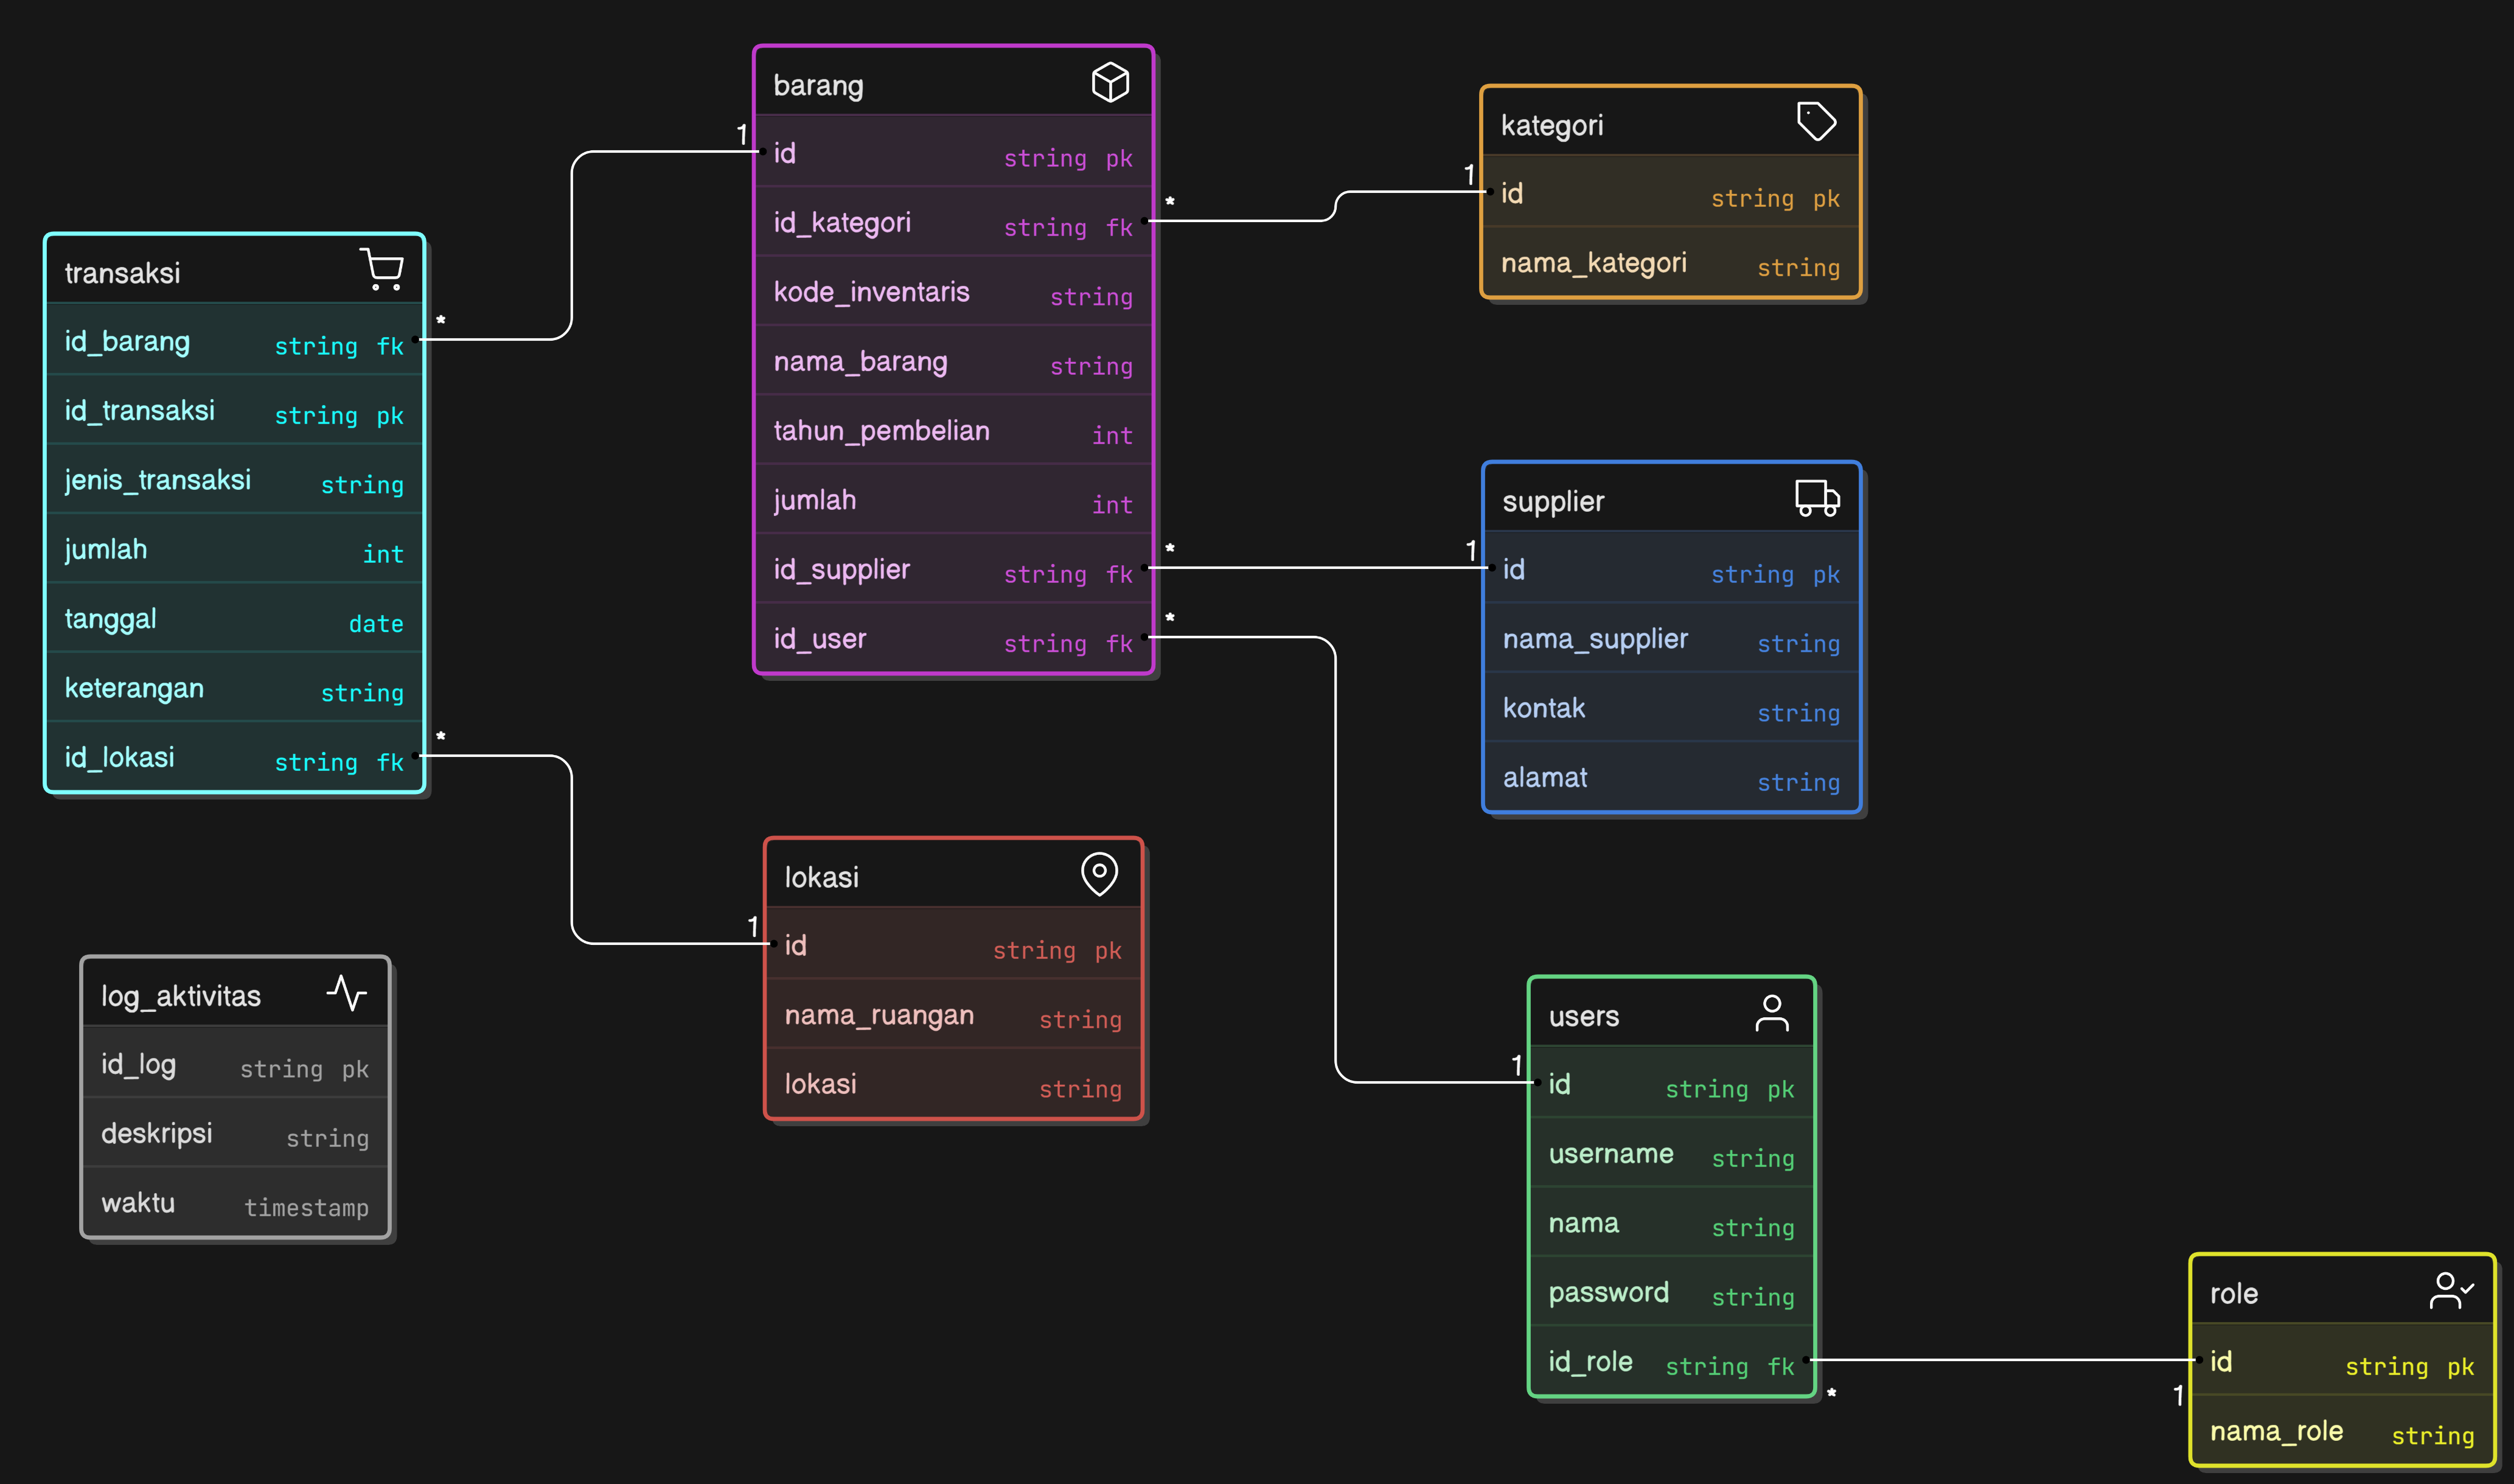 barang
id string pk
id_kategori string fk
kode_inventaris string
nama_barang string
tahun_pembelian int
jumlah int
id_supplier string fk
id_user string fk
1
*
*
*
kategori
id string pk
nama_kategori string
1
transaksi
id_barang string fk
id_transaksi string pk
jenis_transaksi string
jumlah int
tanggal date
keterangan string
id_lokasi string fk
*
*
supplier
id string pk
nama_supplier string
kontak string
alamat string
1
lokasi
id string pk
nama_ruangan string
lokasi string
1
log_aktivitas
id_log string pk
deskripsi string
waktu timestamp
users
id string pk
username string
nama string
password string
id_role string fk
1
*
role
id string pk
nama_role string
1